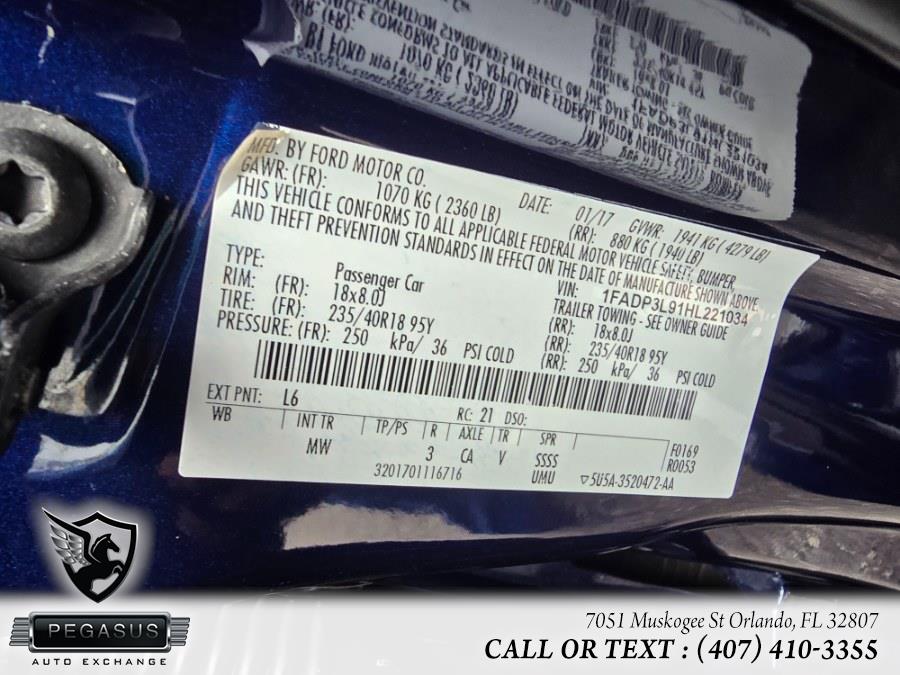 MFD. BY FORD MOTOR CO.
DATE: 01/17 GVWR: 1941 KG ( 4279 LB)
GAWR: (FR): 1070 KG ( 2360 LB) (RR): 880 KG ( 1940 LB)
THIS VEHICLE CONFORMS TO ALL APPLICABLE FEDERAL MOTOR VEHICLE SAFETY, BUMPER
AND THEFT PREVENTION STANDARDS IN EFFECT ON THE DATE OF MANUFACTURE SHOWN ABOVE
VIN: 1FADP3L91HL221034
TYPE: Passenger Car TRAILER TOWING - SEE OWNER GUIDE
RIM: (FR): 18x8.0J (RR): 18x8.0J
TIRE: (FR): 235/40R18 95Y (RR): 235/40R18 95Y
PRESSURE: (FR): 250 kPa/ 36 PSI COLD (RR): 250 kPa/ 36 PSI COLD
EXT PNT: L6 RC: 21 DSO:
WB INT TR TP/PS R AXLE TR SPR F0169
MW 3 CA V SSSS R0053
3201701116716 UMU ▽5U5A-3520472-AA
PEGASUS
AUTO EXCHANGE
7051 Muskogee St Orlando, FL 32807
CALL OR TEXT : (407) 410-3355